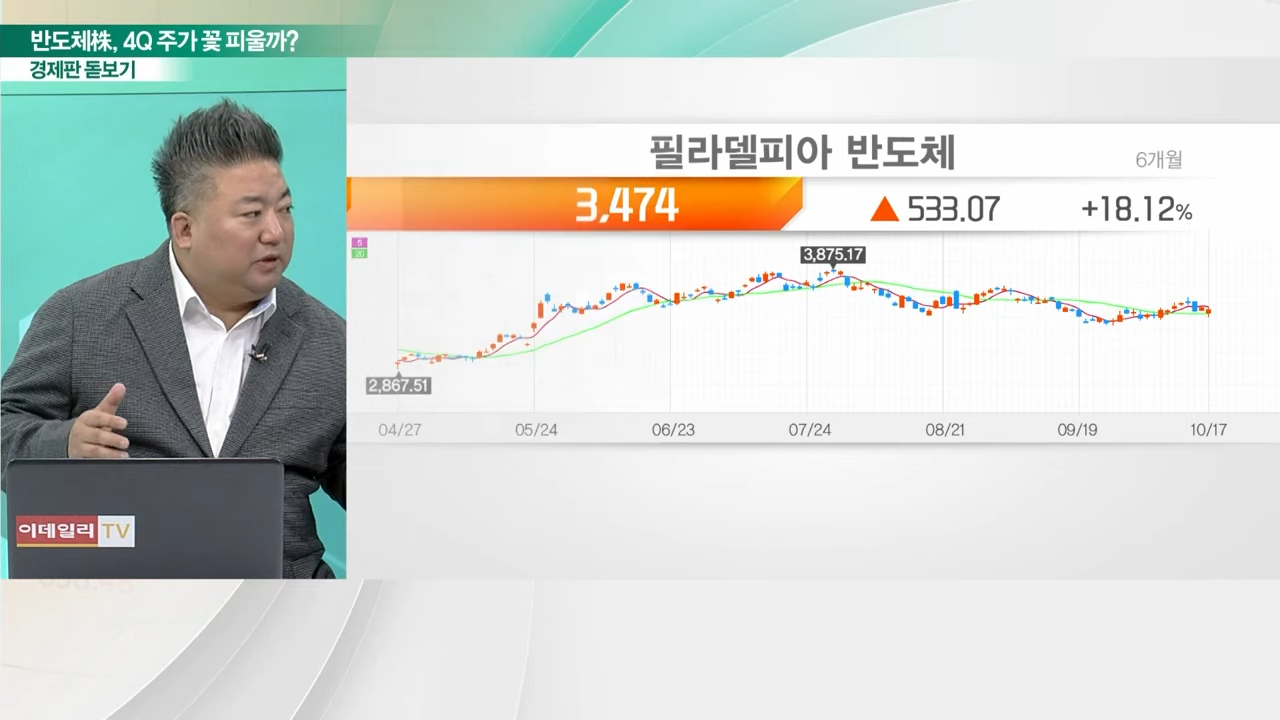 반도체株, 4Q 주가 꽃 피울까?
경제판 돋보기
필라델피아 반도체
6개월
3,474
▲ 533.07
+18.12%
5
20
3,875.17
2,867.51
04/27 05/24 06/23 07/24 08/21 09/19 10/17
이데일리 TV